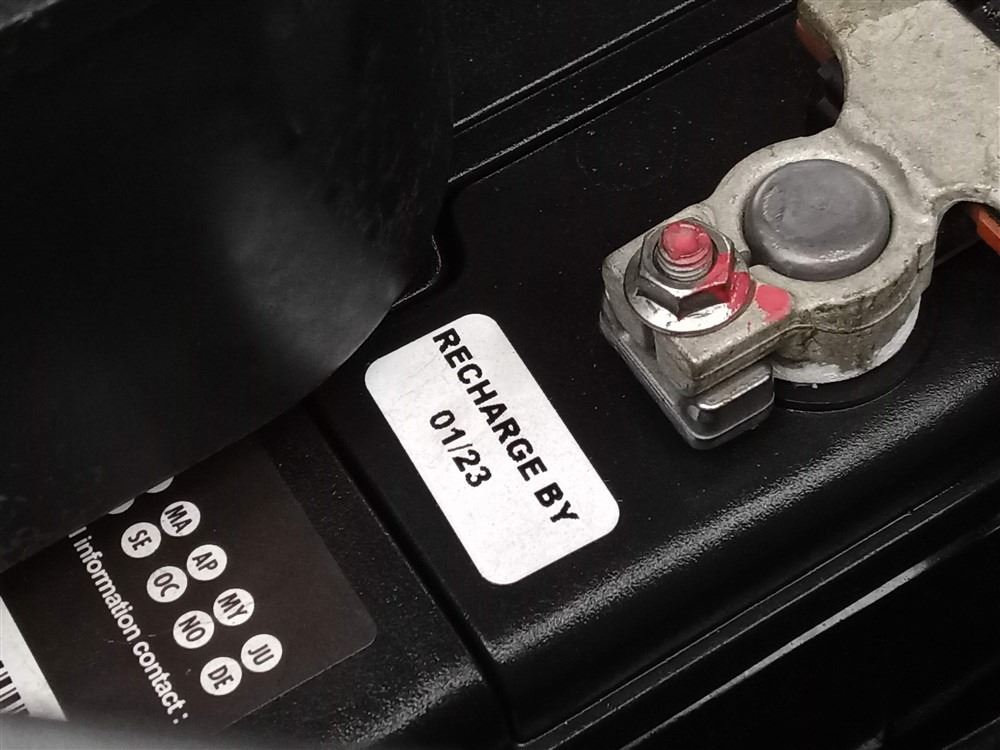 RECHARGE BY
01/23
MA AP MY JU
SE OC NO DE
information contact :